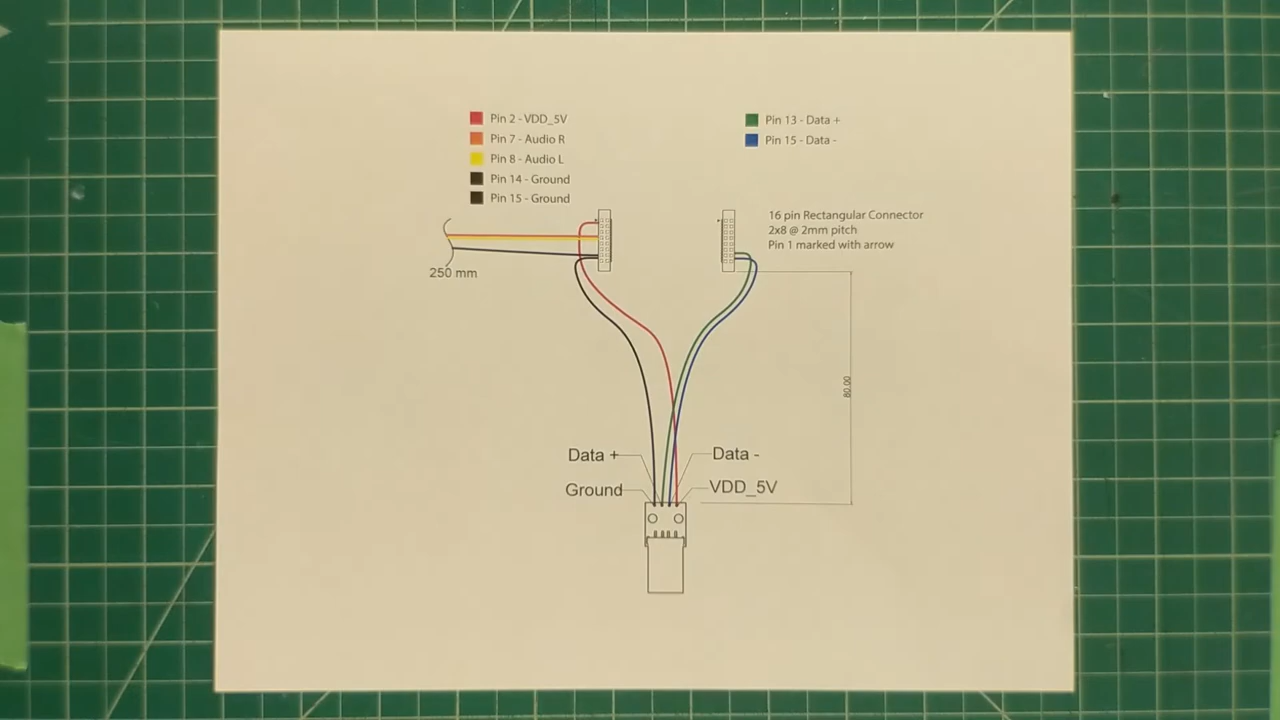 Pin 2 - VDD_5V
Pin 7 - Audio R
Pin 8 - Audio L
Pin 14 - Ground
Pin 15 - Ground
Pin 13 - Data +
Pin 15 - Data -
16 pin Rectangular Connector
2x8 @ 2mm pitch
Pin 1 marked with arrow
250 mm
80.00
Data +
Data -
Ground
VDD_5V